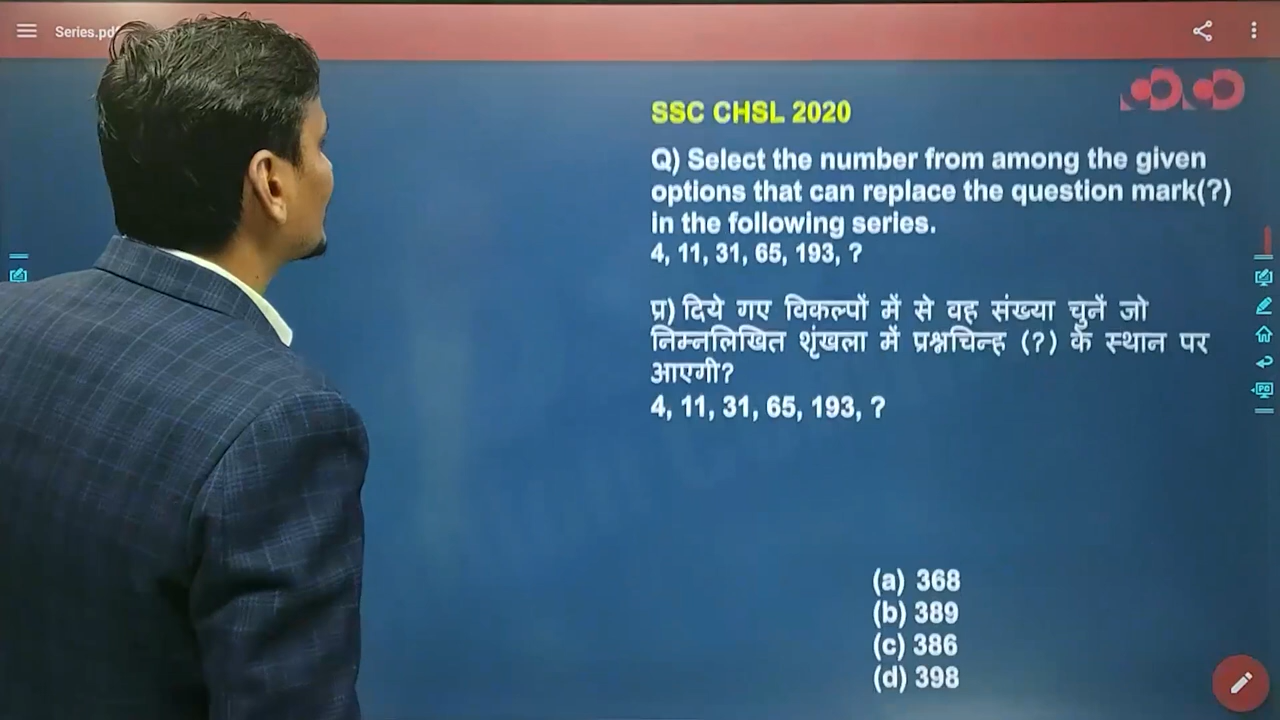 Series.pdf
SSC CHSL 2020
Q) Select the number from among the given
options that can replace the question mark(?)
in the following series.
4, 11, 31, 65, 193, ?
प्र) दिये गए विकल्पों में से वह संख्या चुनें जो
निम्नलिखित शृंखला में प्रश्नचिन्ह (?) के स्थान पर
आएगी?
4, 11, 31, 65, 193, ?
(a) 368
(b) 389
(c) 386
(d) 398
PC